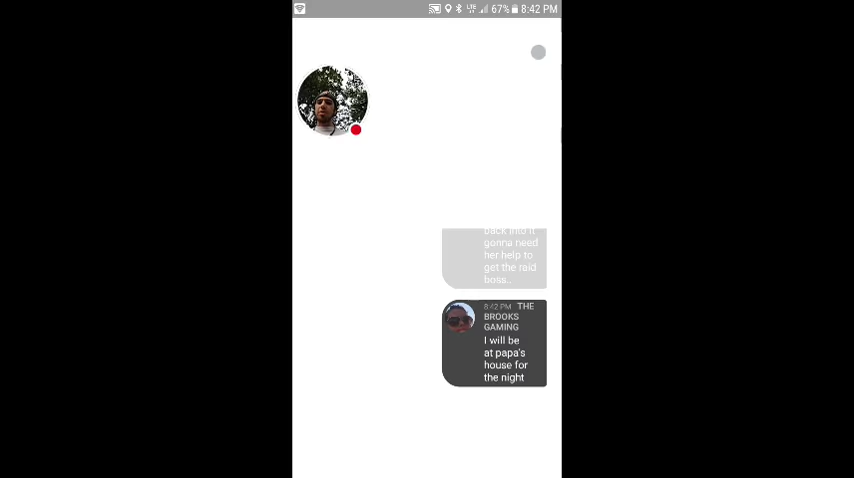 LTE 67% 8:42 PM
back into it
gonna need
her help to
get the raid
boss..
8:42 PM THE
BROOKS
GAMING
I will be
at papa's
house for
the night